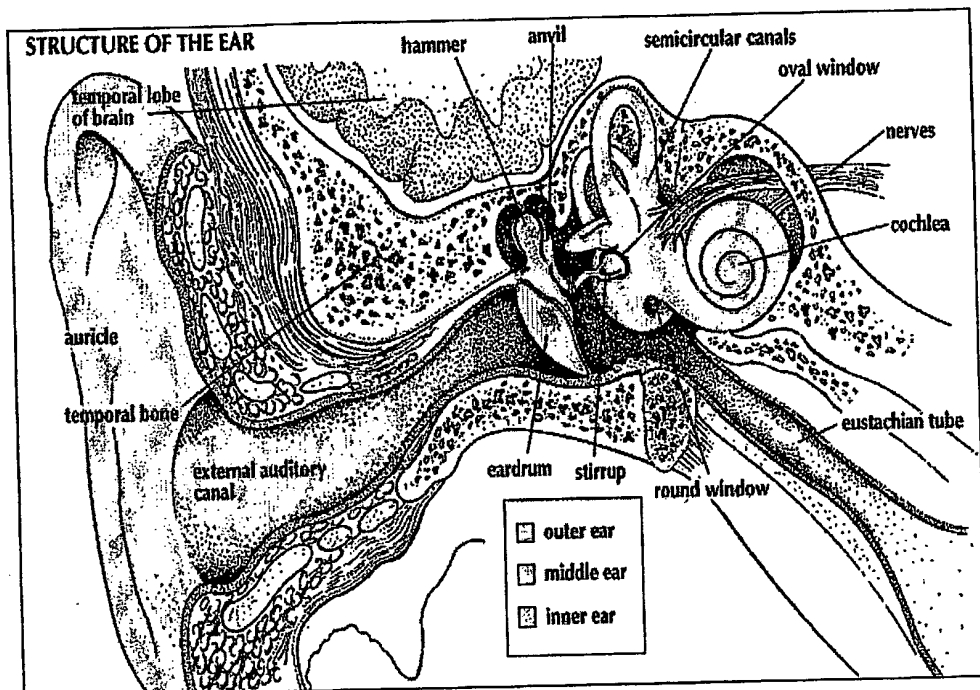 STRUCTURE OF THE EAR
hammer
anvil
semicircular canals
oval window
temporal lobe
of brain
nerves
cochlea
auricle
temporal bone
eustachian tube
external auditory
canal
eardrum
stirrup
round window
outer ear
middle ear
inner ear